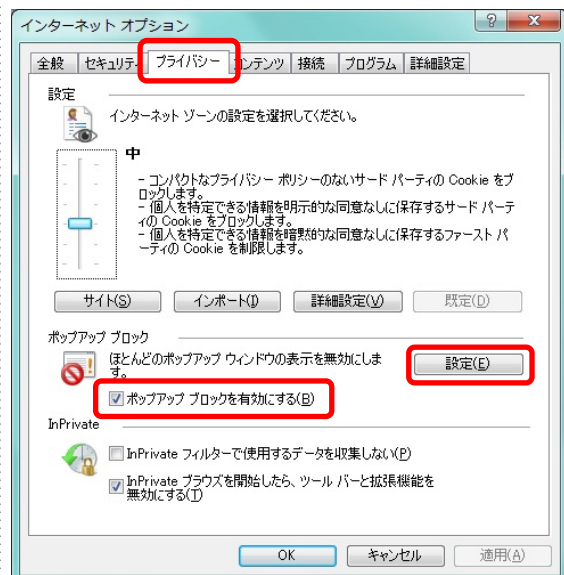 インターネット オプション
全般 セキュリティ プライバシー コンテンツ 接続 プログラム 詳細設定
設定
インターネット ゾーンの設定を選択してください。
中
- コンパクトなプライバシー ポリシーのないサード パーティの Cookie をブ
ロックします。
- 個人を特定できる情報を明示的な同意なしに保存するサード パーテ
ィの Cookie をブロックします。
- 個人を特定できる情報を暗黙的な同意なしに保存するファースト パ
ーティの Cookie を制限します。
サイト(S) インポート(I) 詳細設定(V) 既定(D)
ポップアップ ブロック
ほとんどのポップアップ ウィンドウの表示を無効にしま
す。
設定(E)
ポップアップ ブロックを有効にする(B)
InPrivate
InPrivate フィルターで使用するデータを収集しない(P)
InPrivate ブラウズを開始したら、ツール バーと拡張機能を
無効にする(T)
OK キャンセル 適用(A)